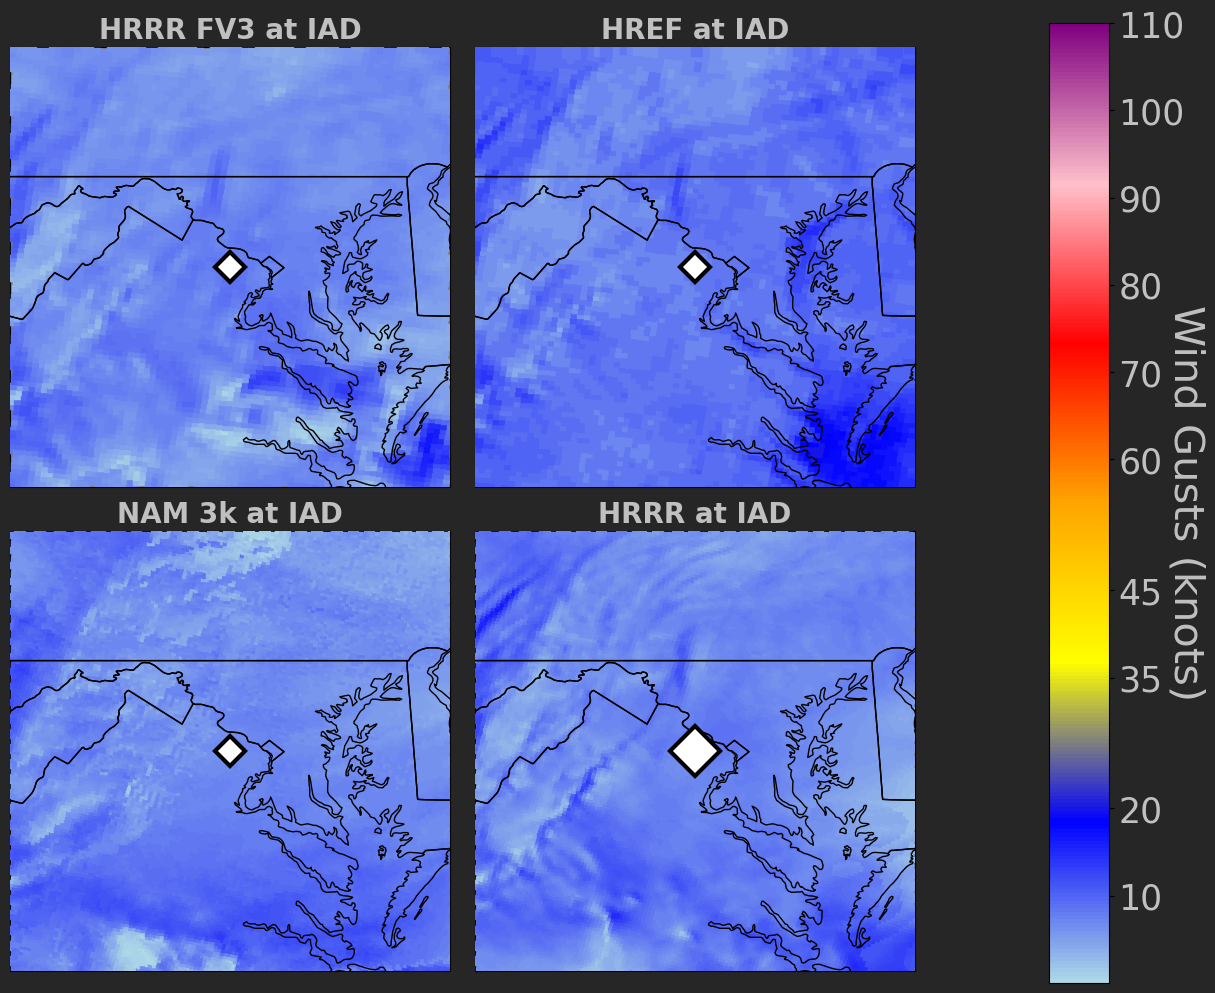 HRRR FV3 at IAD
HREF at IAD
NAM 3k at IAD
HRRR at IAD
110
100
90
80
70
60
45
35
20
10
Wind Gusts (knots)